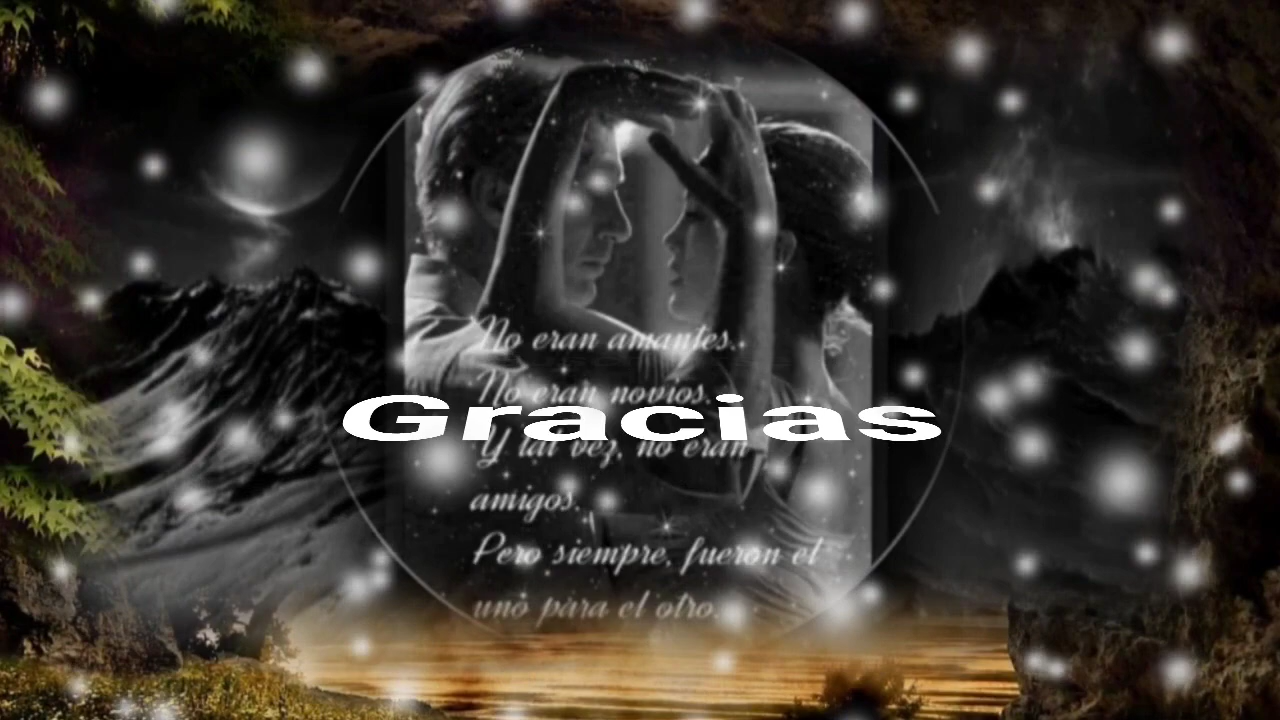 No eran amantes.
No eran novios.
Gracias
Y tal vez, no eran
amigos.
Pero siempre, fueron el
uno para el otro.